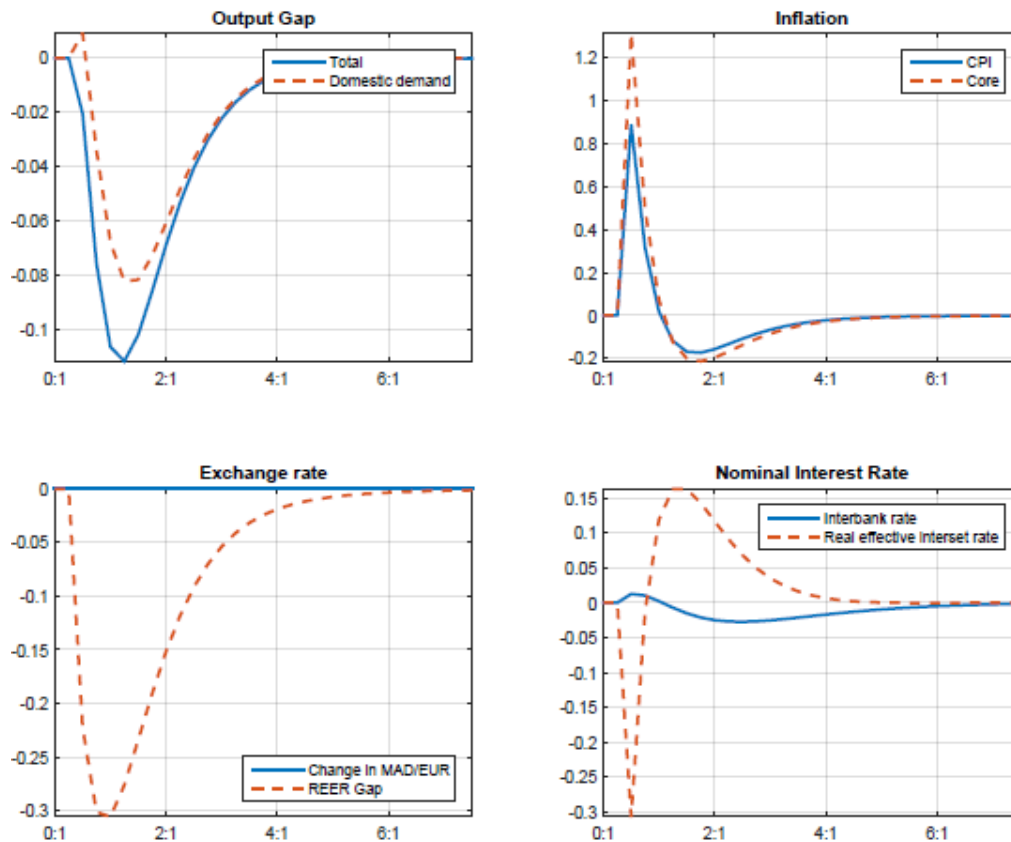 Output Gap
0
-0.02
-0.04
-0.06
-0.08
-0.1
0:1 2:1 4:1 6:1
Total
Domestic demand
Inflation
1.2
1
0.8
0.6
0.4
0.2
0
-0.2
0:1 2:1 4:1 6:1
CPI
Core
Exchange rate
0
-0.05
-0.1
-0.15
-0.2
-0.25
-0.3
0:1 2:1 4:1 6:1
Change in MAD/EUR
REER Gap
Nominal Interest Rate
0.15
0.1
0.05
0
-0.05
-0.1
-0.15
-0.2
-0.25
-0.3
0:1 2:1 4:1 6:1
Interbank rate
Real effective Interset rate